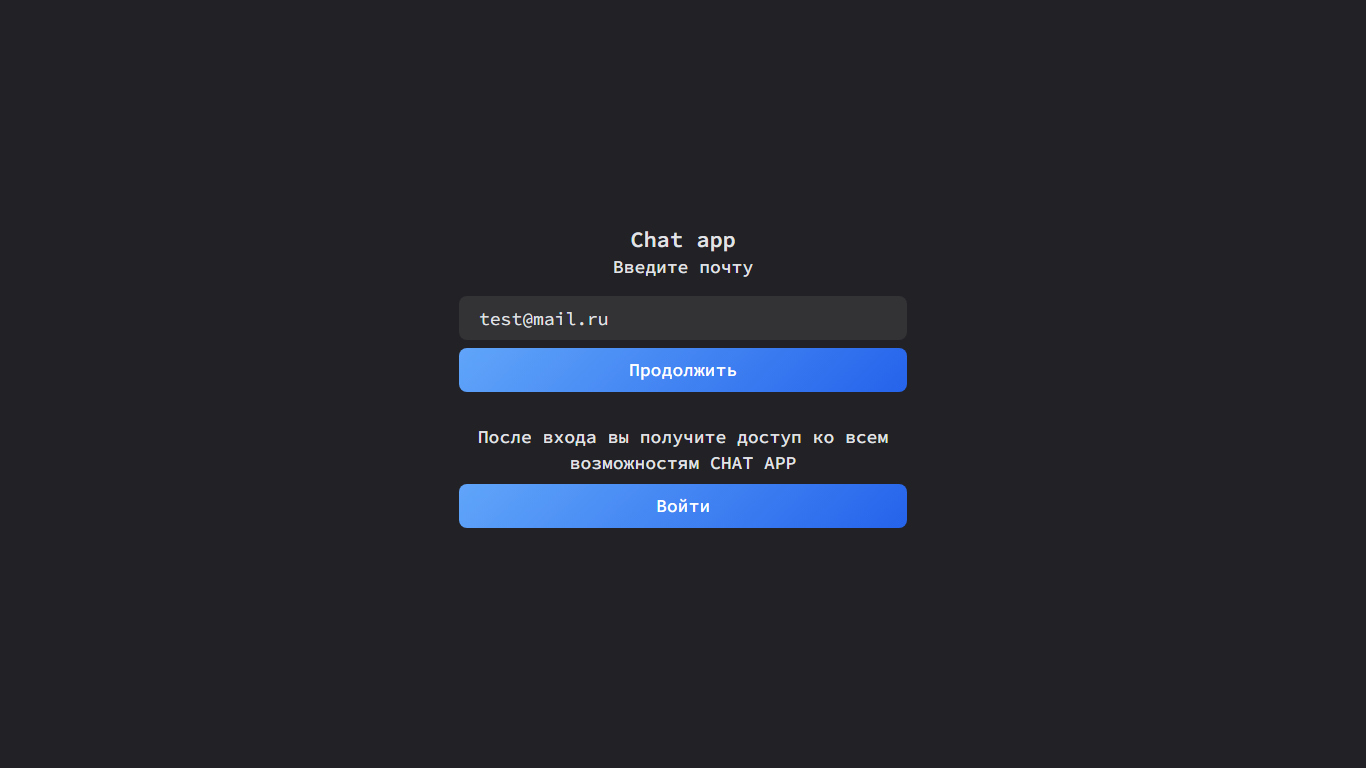 Chat app
Введите почту
test@mail.ru
Продолжить
После входа вы получите доступ ко всем
возможностям CHAT APP
Войти